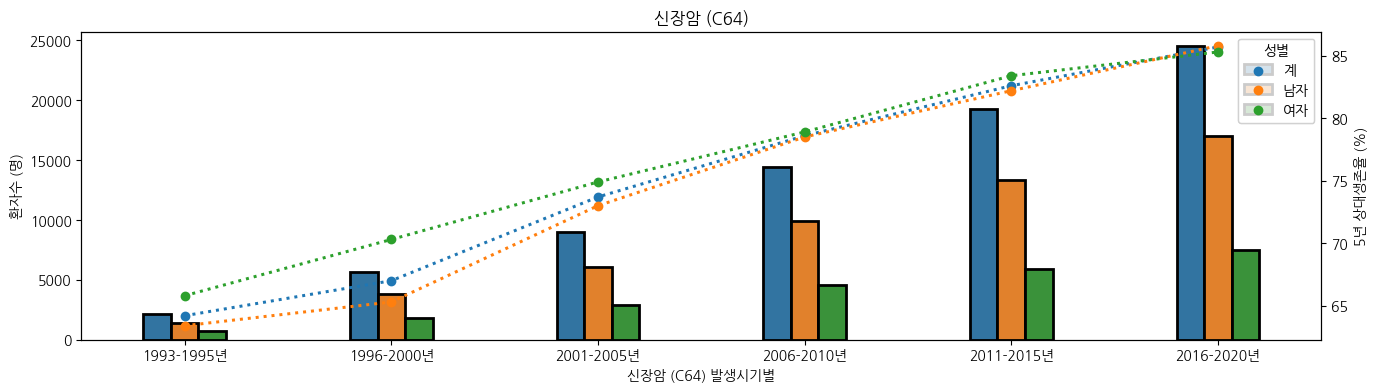 신장암 (C64)
환자수 (명)
25000
20000
15000
10000
5000
0
85
80
75
70
65
5년 상대생존율 (%)
성별
계
남자
여자
1993-1995년
1996-2000년
2001-2005년
2006-2010년
2011-2015년
2016-2020년
신장암 (C64) 발생시기별